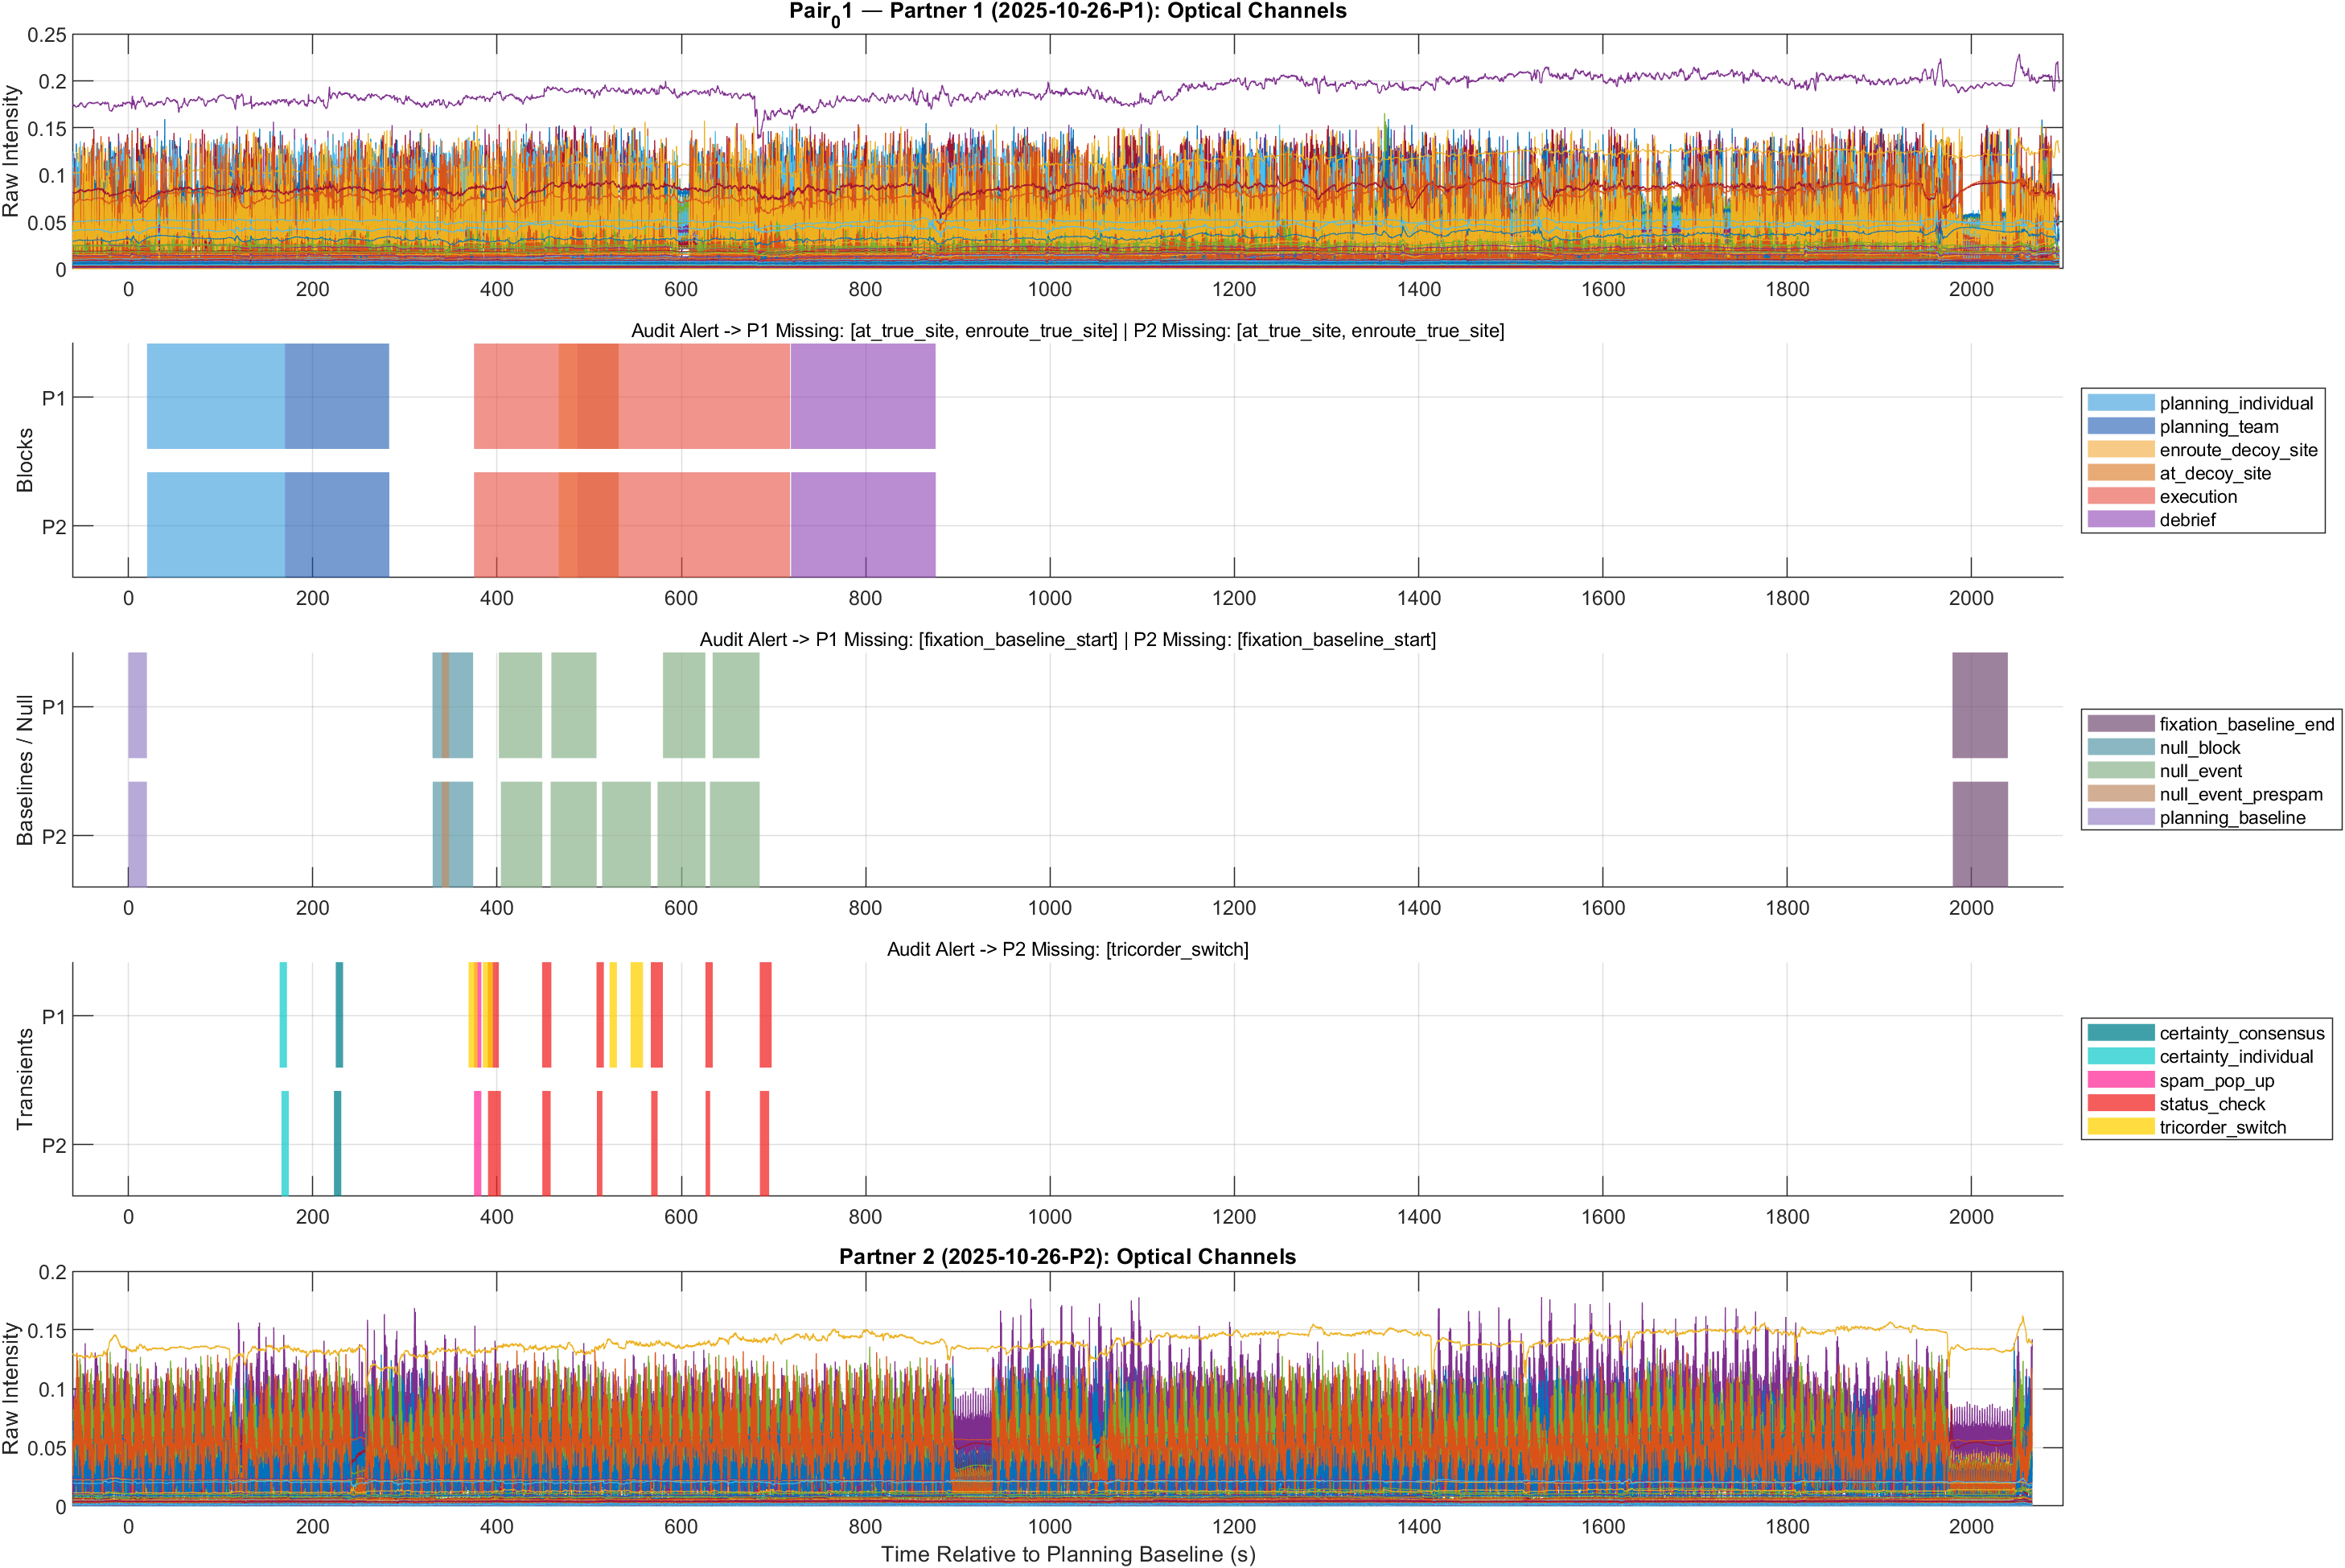 Pair01 — Partner 1 (2025-10-26-P1): Optical Channels
Raw Intensity
0.25
0.2
0.15
0.1
0.05
0
0 200 400 600 800 1000 1200 1400 1600 1800 2000
Audit Alert -> P1 Missing: [at_true_site, enroute_true_site] | P2 Missing: [at_true_site, enroute_true_site]
Blocks
P1
P2
0 200 400 600 800 1000 1200 1400 1600 1800 2000
planning_individual
planning_team
enroute_decoy_site
at_decoy_site
execution
debrief
Audit Alert -> P1 Missing: [fixation_baseline_start] | P2 Missing: [fixation_baseline_start]
Baselines / Null
P1
P2
0 200 400 600 800 1000 1200 1400 1600 1800 2000
fixation_baseline_end
null_block
null_event
null_event_prespam
planning_baseline
Audit Alert -> P2 Missing: [tricorder_switch]
Transients
P1
P2
0 200 400 600 800 1000 1200 1400 1600 1800 2000
certainty_consensus
certainty_individual
spam_pop_up
status_check
tricorder_switch
Partner 2 (2025-10-26-P2): Optical Channels
Raw Intensity
0.2
0.15
0.1
0.05
0
0 200 400 600 800 1000 1200 1400 1600 1800 2000
Time Relative to Planning Baseline (s)